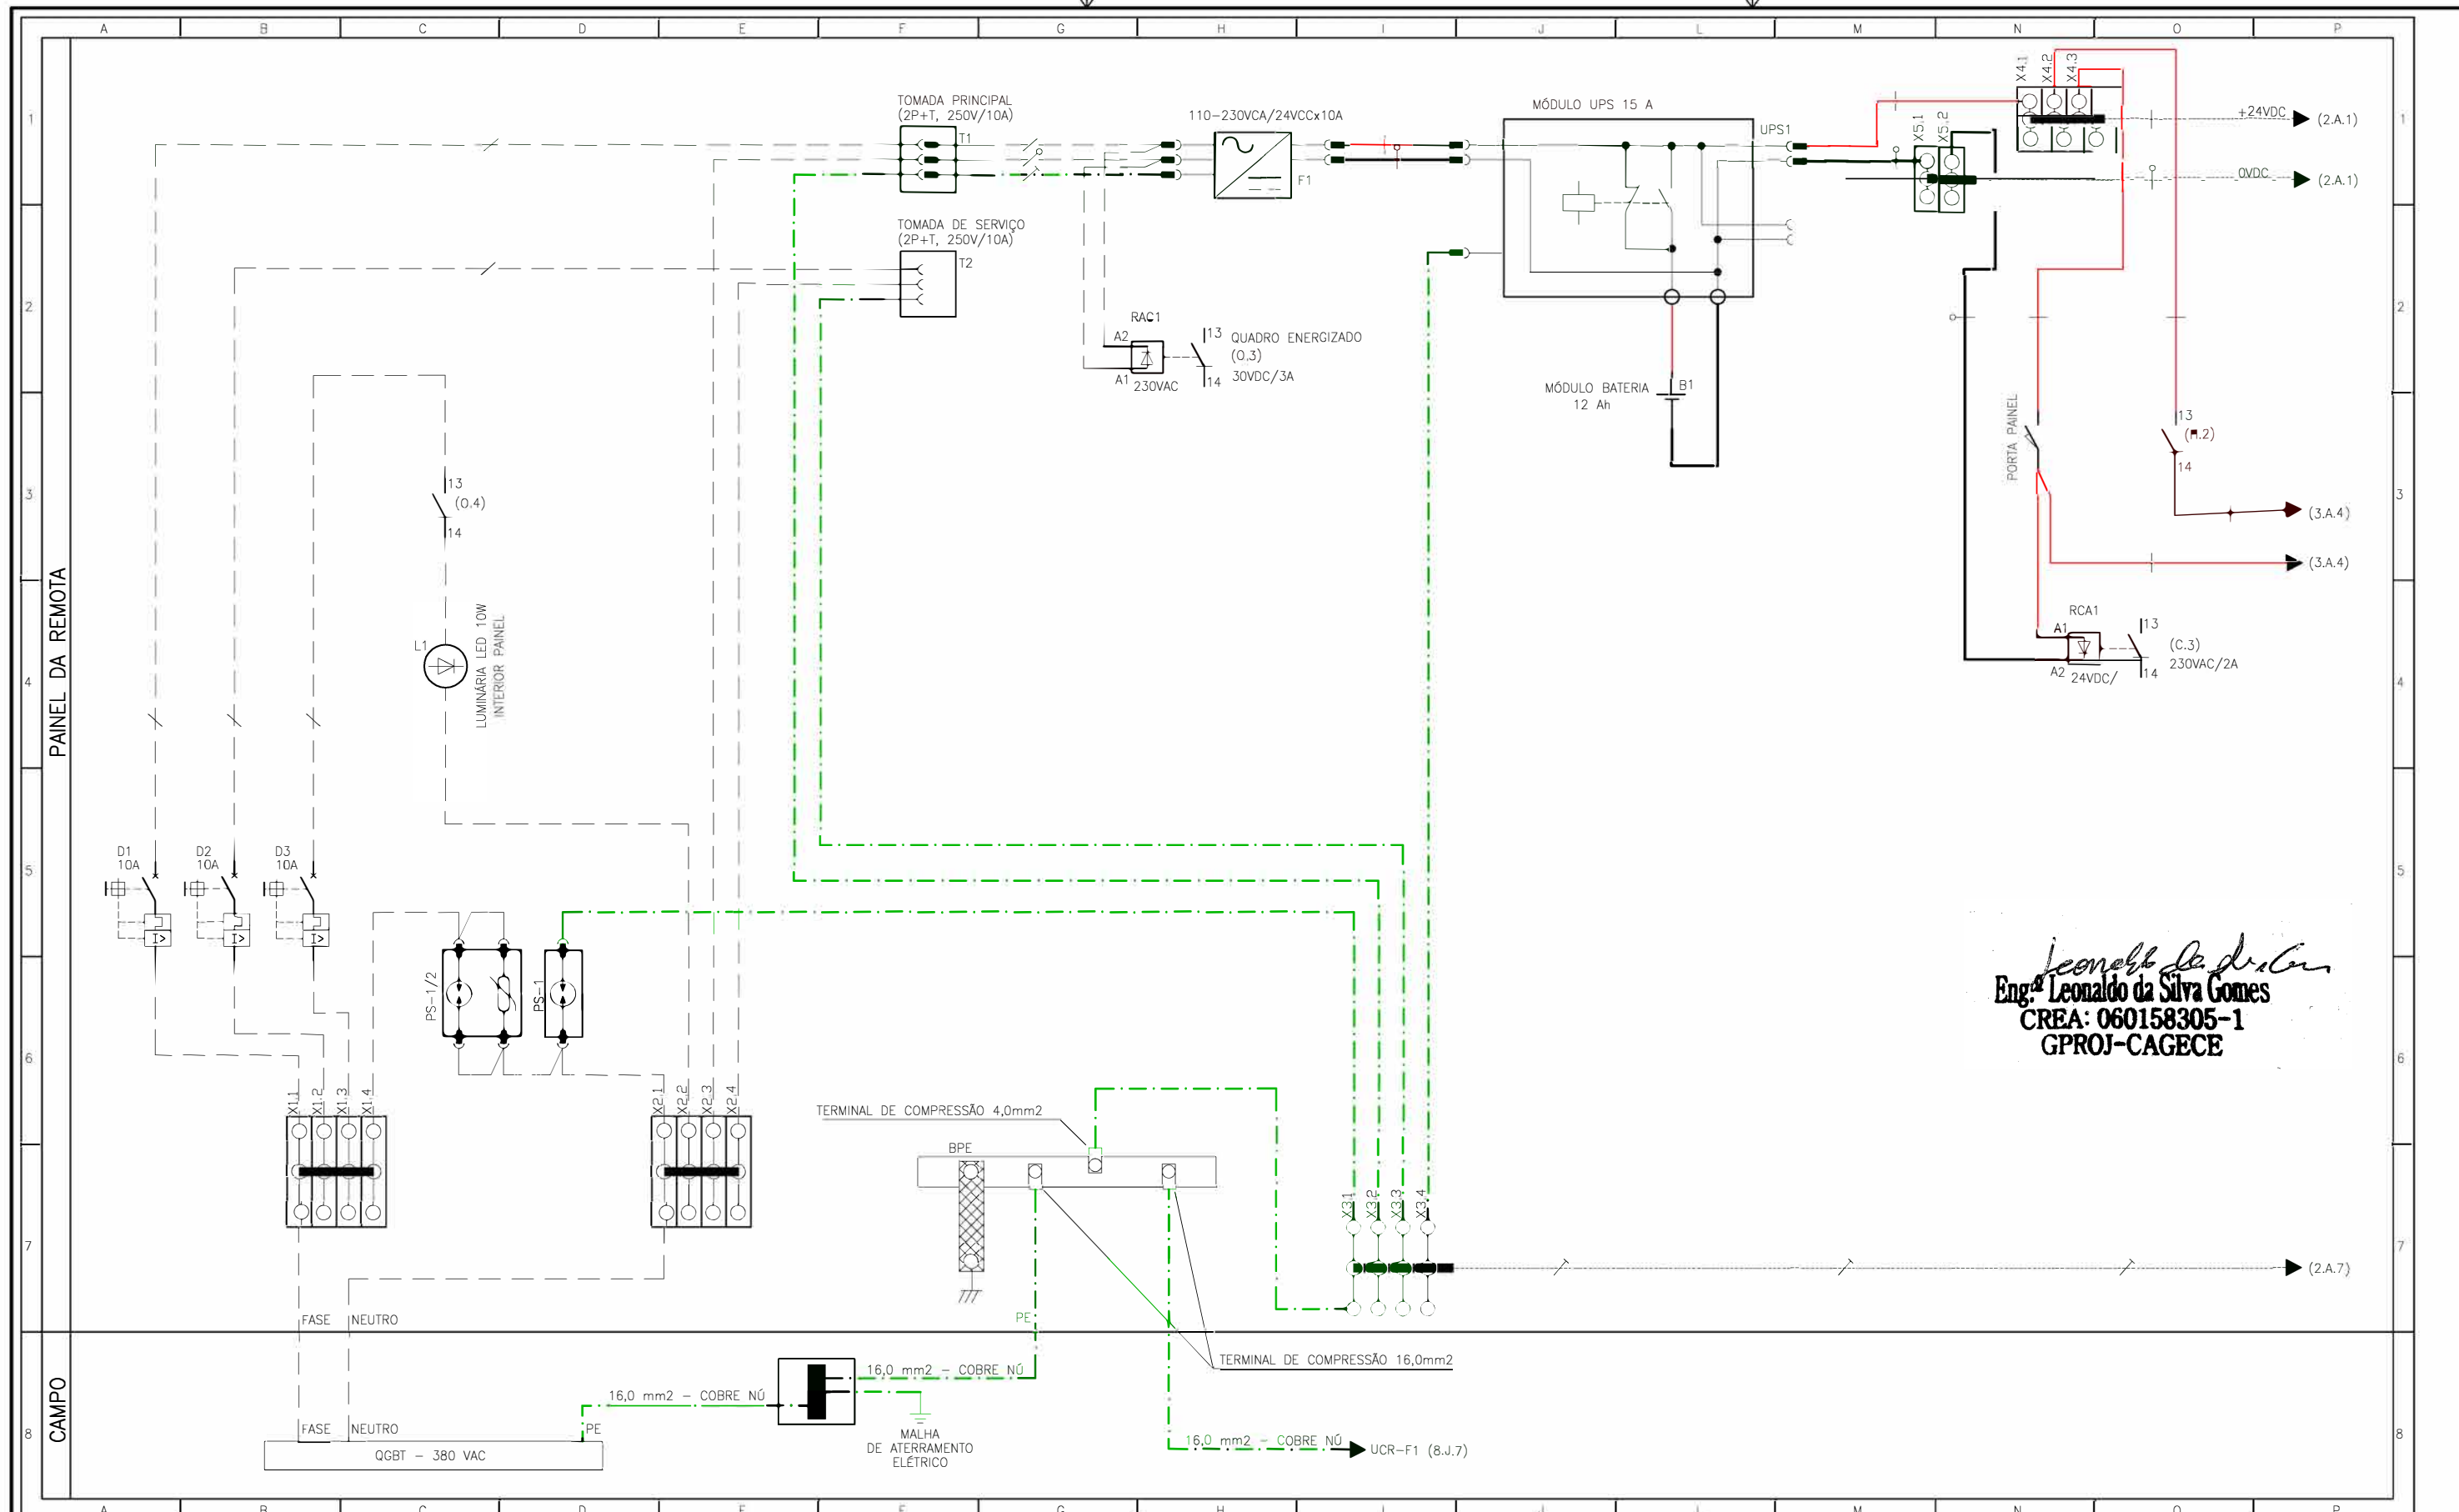 A B C D E F G H I J L M N O P
1
2
3
4
5
6
7
8
PAINEL DA REMOTA
CAMPO
TOMADA PRINCIPAL
(2P+T, 250V/10A)
T1
TOMADA DE SERVIÇO
(2P+T, 250V/10A)
T2
110-230VCA/24VCCx10A
F1
RAC1
A2
A1
230VAC
13
14
QUADRO ENERGIZADO
(O.3)
30VDC/3A
MÓDULO UPS 15 A
UPS1
MÓDULO BATERIA
12 Ah
B1
X5.1
X5.2
X4.1
X4.2
X4.3
+24VDC
(2.A.1)
0VDC
(2.A.1)
PORTA PAINEL
13
14
(3.A.4)
(3.A.4)
RCA1
A1
A2
24VDC/
13
14
(C.3)
230VAC/2A
13
(O.4)
14
L1
LUMINÁRIA LED 10W
INTERIOR PAINEL
D1
10A
D2
10A
D3
10A
I>
I>
I>
PS-1/2
PS-1
X1.1
X1.2
X1.3
X1.4
X2.1
X2.2
X2.3
X2.4
TERMINAL DE COMPRESSÃO 4,0mm2
BPE
PE
X3.1
X3.2
X3.3
X3.4
(2.A.7)
Eng.º Leonaldo da Silva Gomes
CREA: 060158305-1
GPROJ-CAGECE
FASE
NEUTRO
TERMINAL DE COMPRESSÃO 16,0mm2
16,0 mm2 - COBRE NÚ
16,0 mm2 - COBRE NÚ
FASE
NEUTRO
PE
QGBT - 380 VAC
MALHA
DE ATERRAMENTO
ELÉTRICO
16,0 mm2 - COBRE NÚ
UCR-F1 (8.J.7)
1
2
3
4
5
6
7
8